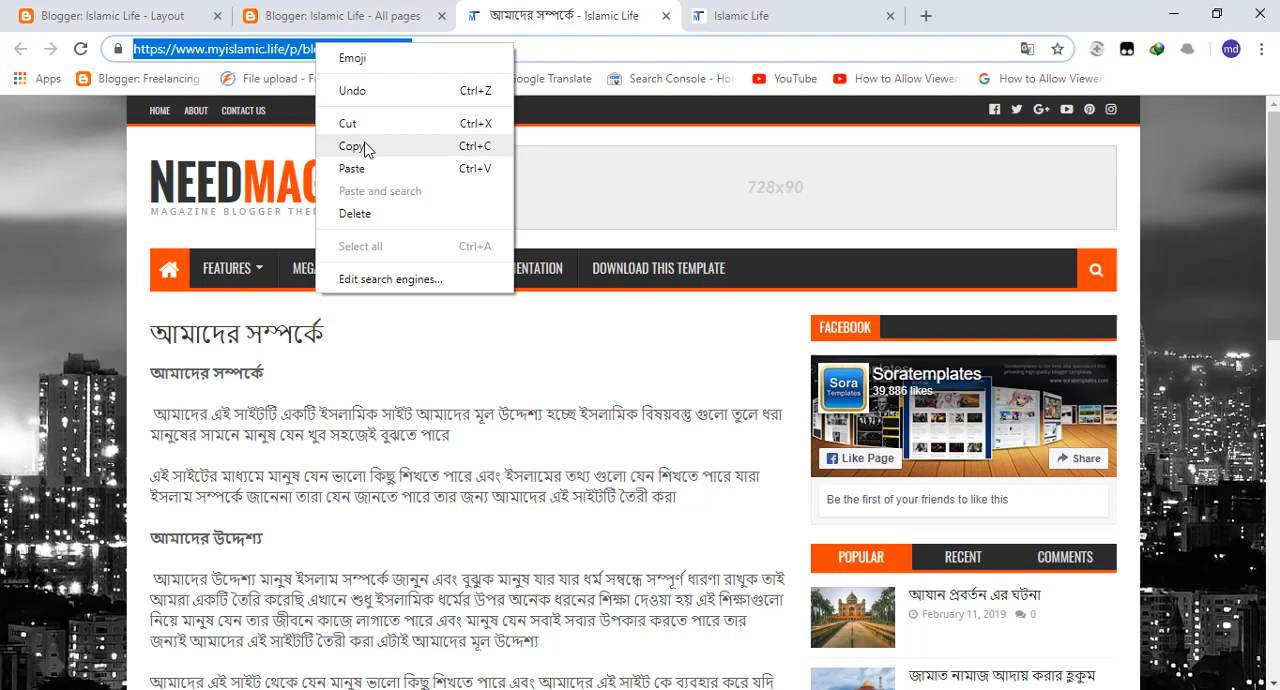 Blogger: Islamic Life - Layout
Blogger: Islamic Life - All pages
আমাদের সম্পর্কে - Islamic Life
Islamic Life
https://www.myislamic.life/p/bl
md
Apps
Blogger: Freelancing
File upload - F
Google Translate
Search Console - Ho
YouTube
How to Allow Viewer
How to Allow Viewer
Emoji
Undo Ctrl+Z
Cut Ctrl+X
Copy Ctrl+C
Paste Ctrl+V
Paste and search
Delete
Select all Ctrl+A
Edit search engines...
HOME ABOUT CONTACT US
NEEDMAG
MAGAZINE BLOGGER THEM
728x90
FEATURES
MEGA
ENTATION
DOWNLOAD THIS TEMPLATE
আমাদের সম্পর্কে
আমাদের সম্পর্কে
আমাদের এই সাইটটি একটি ইসলামিক সাইট আমাদের মূল উদ্দেশ্য হচ্ছে ইসলামিক বিষয়বস্তু গুলো তুলে ধরা
মানুষের সামনে মানুষ যেন খুব সহজেই বুঝতে পারে
এই সাইটের মাধ্যমে মানুষ যেন ভালো কিছু শিখতে পারে এবং ইসলামের তথ্য গুলো যেন শিখতে পারে যারা
ইসলাম সম্পর্কে জানেনা তারা যেন জানতে পারে তার জন্য আমাদের এই সাইটটি তৈরী করা
আমাদের উদ্দেশ্য
আমাদের উদ্দেশ্য মানুষ ইসলাম সম্পর্কে জানুন এবং বুঝুক মানুষ যার যার ধর্ম সম্বন্ধে সম্পূর্ণ ধারণা রাখুক তাই
আমরা একটি তৈরি করেছি এখানে শুধু ইসলামিক ধর্মের উপর অনেক ধরনের শিক্ষা দেওয়া হয় এই শিক্ষাগুলো
নিয়ে মানুষ যেন তার জীবনে কাজে লাগাতে পারে এবং মানুষ যেন সবাই সবার উপকার করতে পারে তার
জন্যই আমাদের এই সাইটটি তৈরী করা এটাই আমাদের মূল উদ্দেশ্য
আমাদের এই সাইট থেকে যেন মানুষ ভালো কিছু শিখতে পারে এবং আমাদের এই সাইট কে ব্যবহার করে যদি
FACEBOOK
Sora
TEMPLATES
Soratemplates
39,886 likes
Like Page
Share
Be the first of your friends to like this
POPULAR RECENT COMMENTS
আযান প্রবর্তন এর ঘটনা
February 11, 2019 0
জামাত নামাজ আদায় করার হুকুম